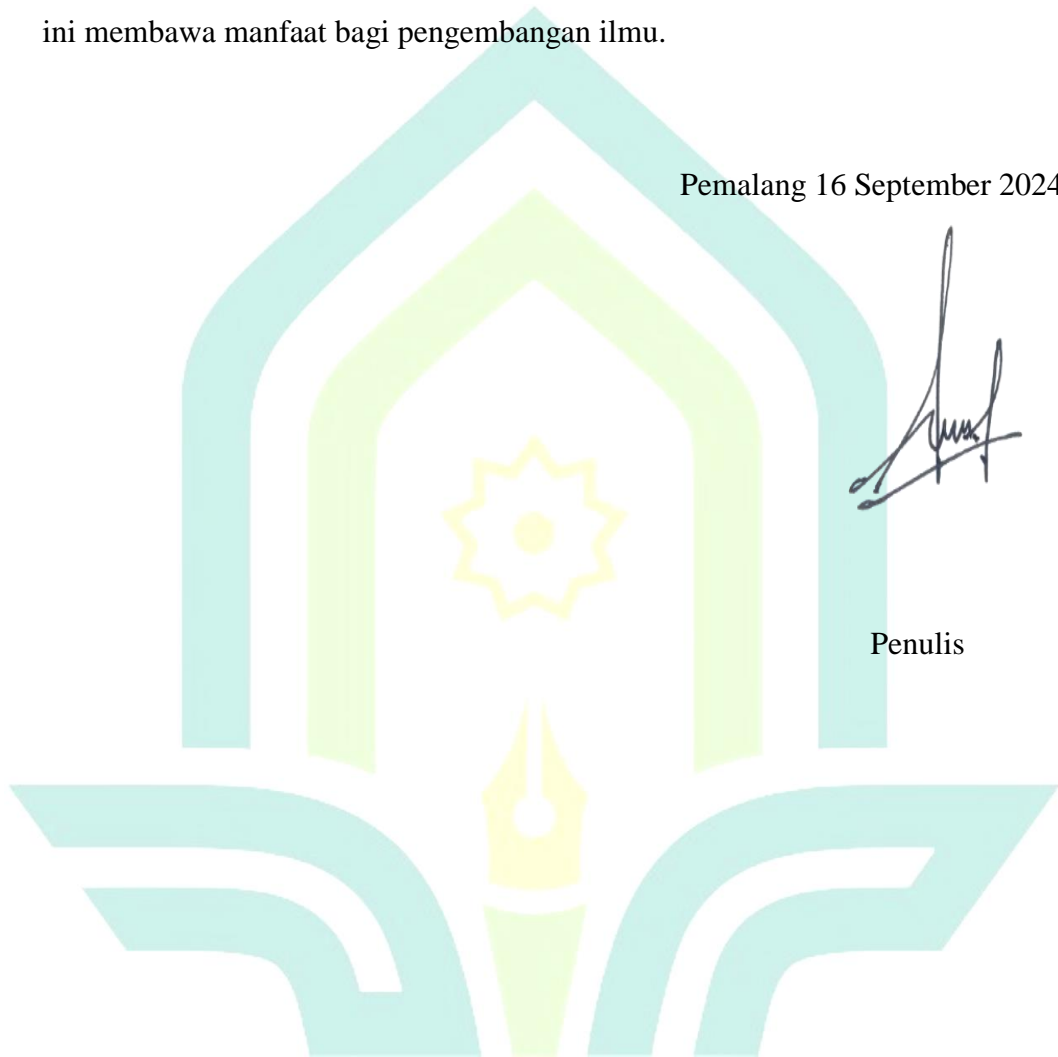 ini membawa manfaat bagi pengembangan ilmu.
Pemalang 16 September 2024
Penulis